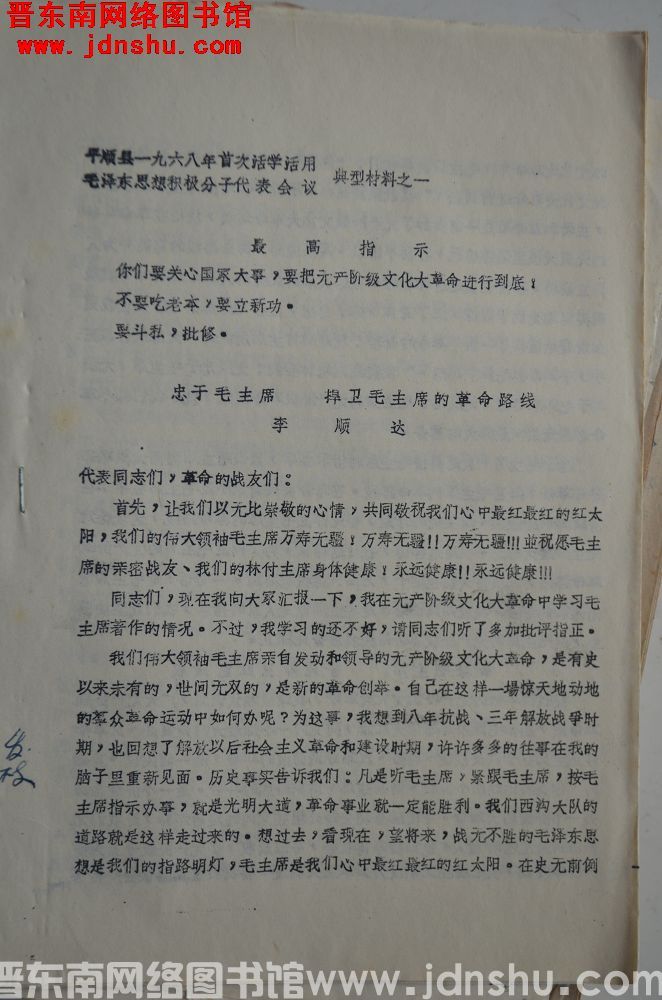 晋东南网络图书馆
www.jdnshu.com
平顺县一九六八年首次活学活用
毛泽东思想积极分子代表会议 典型材料之一
最高指示
你们要关心国家大事，要把无产阶级文化大革命进行到底！
不要吃老本，要立新功。
要斗私，批修。
忠于毛主席 捍卫毛主席的革命路线
李顺达
代表同志们，革命的战友们：
首先，让我们以无比崇敬的心情，共同敬祝我们心中最红最红的红太
阳，我们的伟大领袖毛主席万寿无疆！万寿无疆!!万寿无疆!!!並祝愿毛主
席的亲密战友、我们的林付主席身体健康！永远健康!!永远健康!!!
同志们，现在我向大家汇报一下，我在无产阶级文化大革命中学习毛
主席著作的情况。不过，我学习的还不好，请同志们听了多加批评指正。
我们伟大领袖毛主席亲自发动和领导的无产阶级文化大革命，是有史
以来未有的，世间无双的，是新的革命创举。自己在这样一場惊天地动地
的羣众革命运动中如何办呢？为这事，我想到八年抗战、三年解放战争时
期，也回想了解放以后社会主义革命和建设时期，许许多多的往事在我的
脑子里重新见面。历史事实告诉我们：凡是听毛主席，紧跟毛主席，按毛
主席指示办事，就是光明大道，革命事业就一定能胜利。我们西沟大队的
道路就是这样走过来的。想过去，看现在，望将来，战无不胜的毛泽东思
想是我们的指路明灯，毛主席是我们心中最红最红的红太阳。在史无前例
晋东南网络图书馆www.jdnshu.com